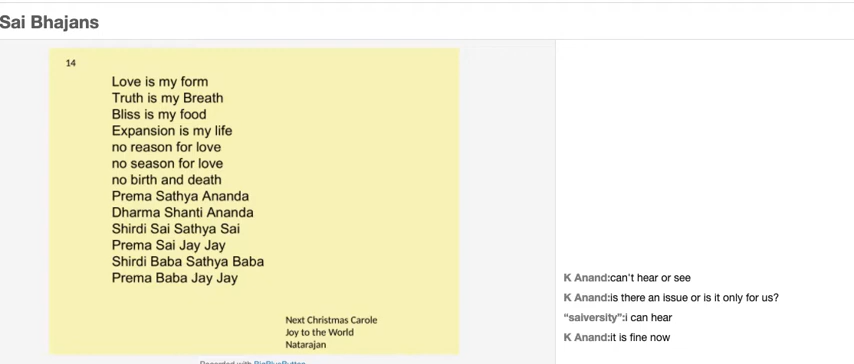 Sai Bhajans
14
Love is my form
Truth is my Breath
Bliss is my food
Expansion is my life
no reason for love
no season for love
no birth and death
Prema Sathya Ananda
Dharma Shanti Ananda
Shirdi Sai Sathya Sai
Prema Sai Jay Jay
Shirdi Baba Sathya Baba
Prema Baba Jay Jay
Next Christmas Carole
Joy to the World
Natarajan
Recorded with BigBlueButton
K Anand:can't hear or see
K Anand:is there an issue or is it only for us?
“saiversity”:i can hear
K Anand:it is fine now